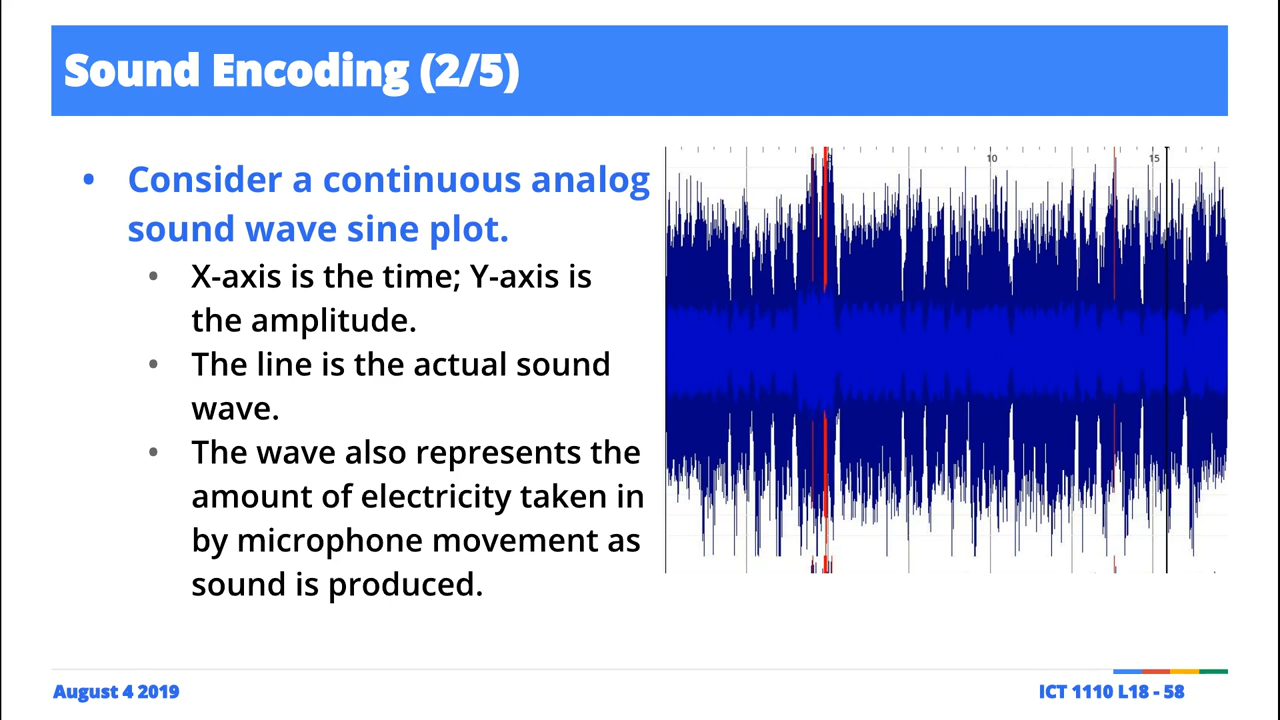 Sound Encoding (2/5)
• Consider a continuous analog
sound wave sine plot.
• X-axis is the time; Y-axis is
the amplitude.
• The line is the actual sound
wave.
• The wave also represents the
amount of electricity taken in
by microphone movement as
sound is produced.
10
15
August 4 2019
ICT 1110 L18 - 58